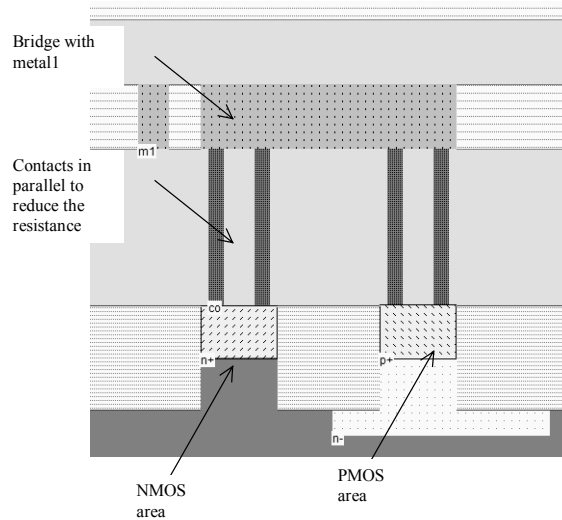 Bridge with
metal1
m1
Contacts in
parallel to
reduce the
resistance
co
n+
p+
n-
NMOS
area
PMOS
area